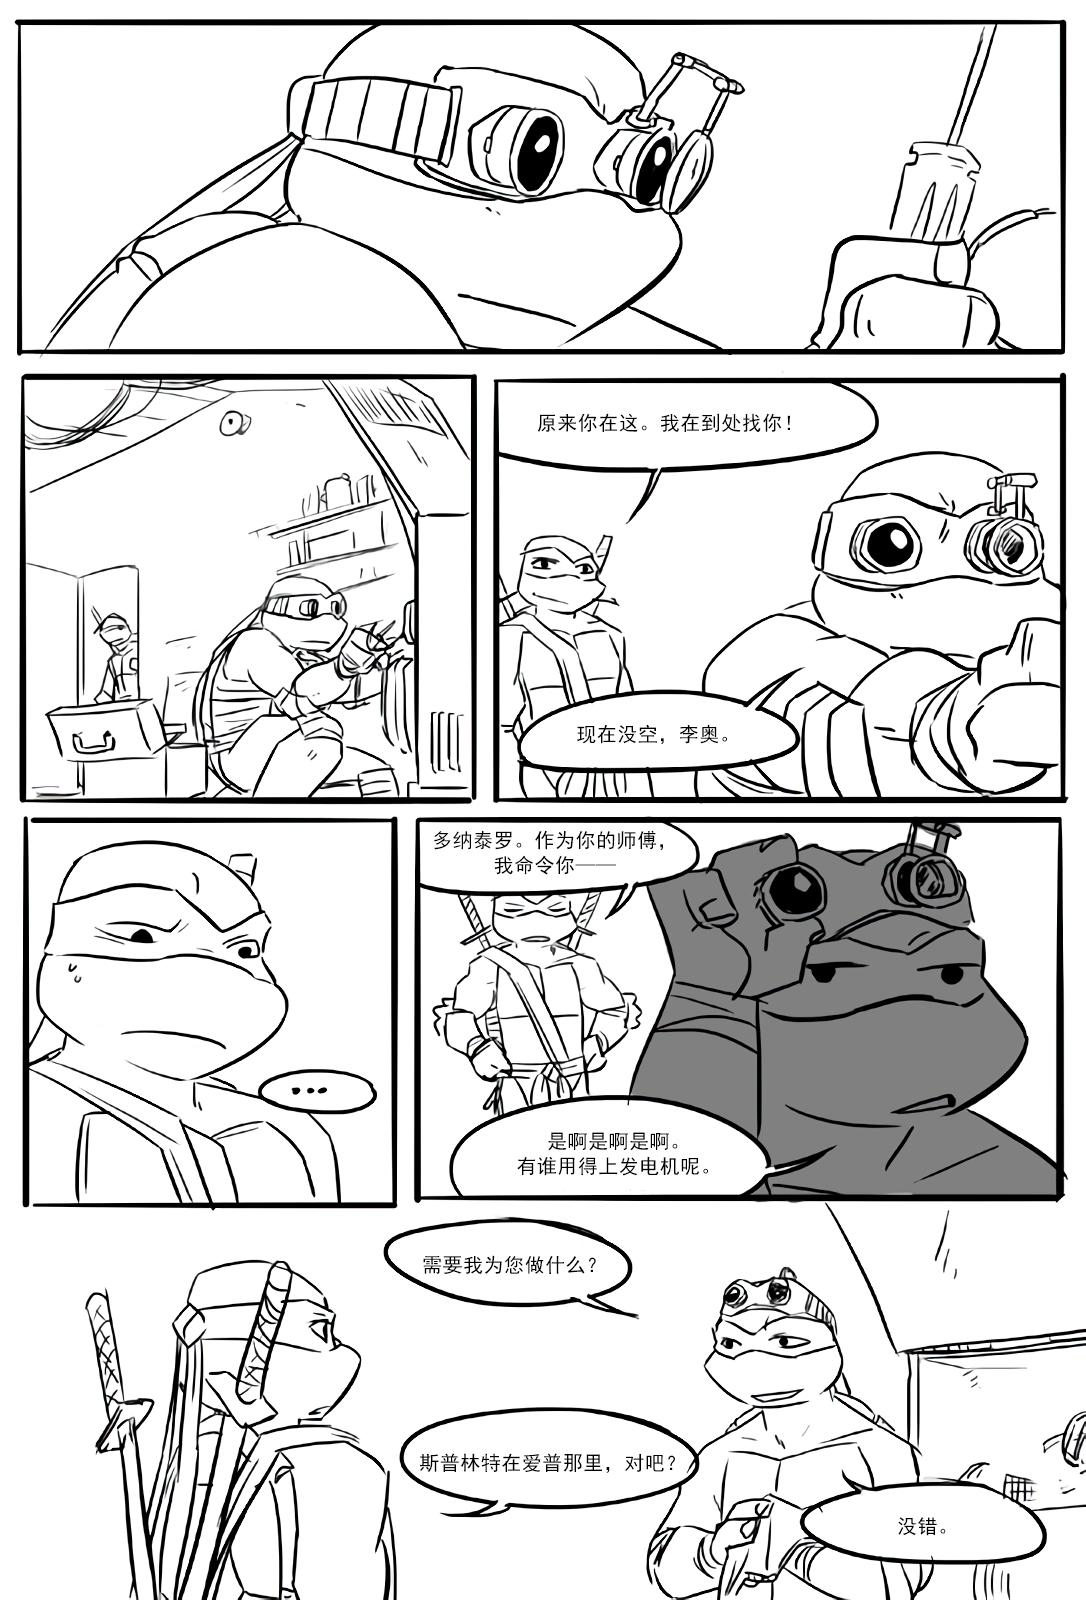 原来你在这。我在到处找你！
现在没空，李奥。
...
多纳泰罗。作为你的师傅，
我命令你——
是啊是啊是啊。
有谁用得上发电机呢。
需要我为您做什么？
斯普林特在爱普那里，对吧？
没错。